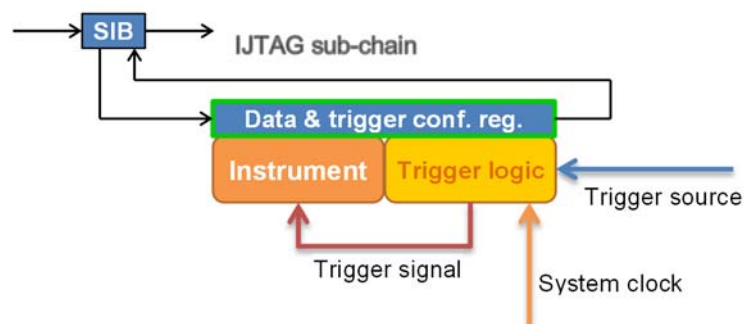 SIB
IJTAG sub-chain
Data & trigger conf. reg.
Instrument
Trigger logic
Trigger source
Trigger signal
System clock